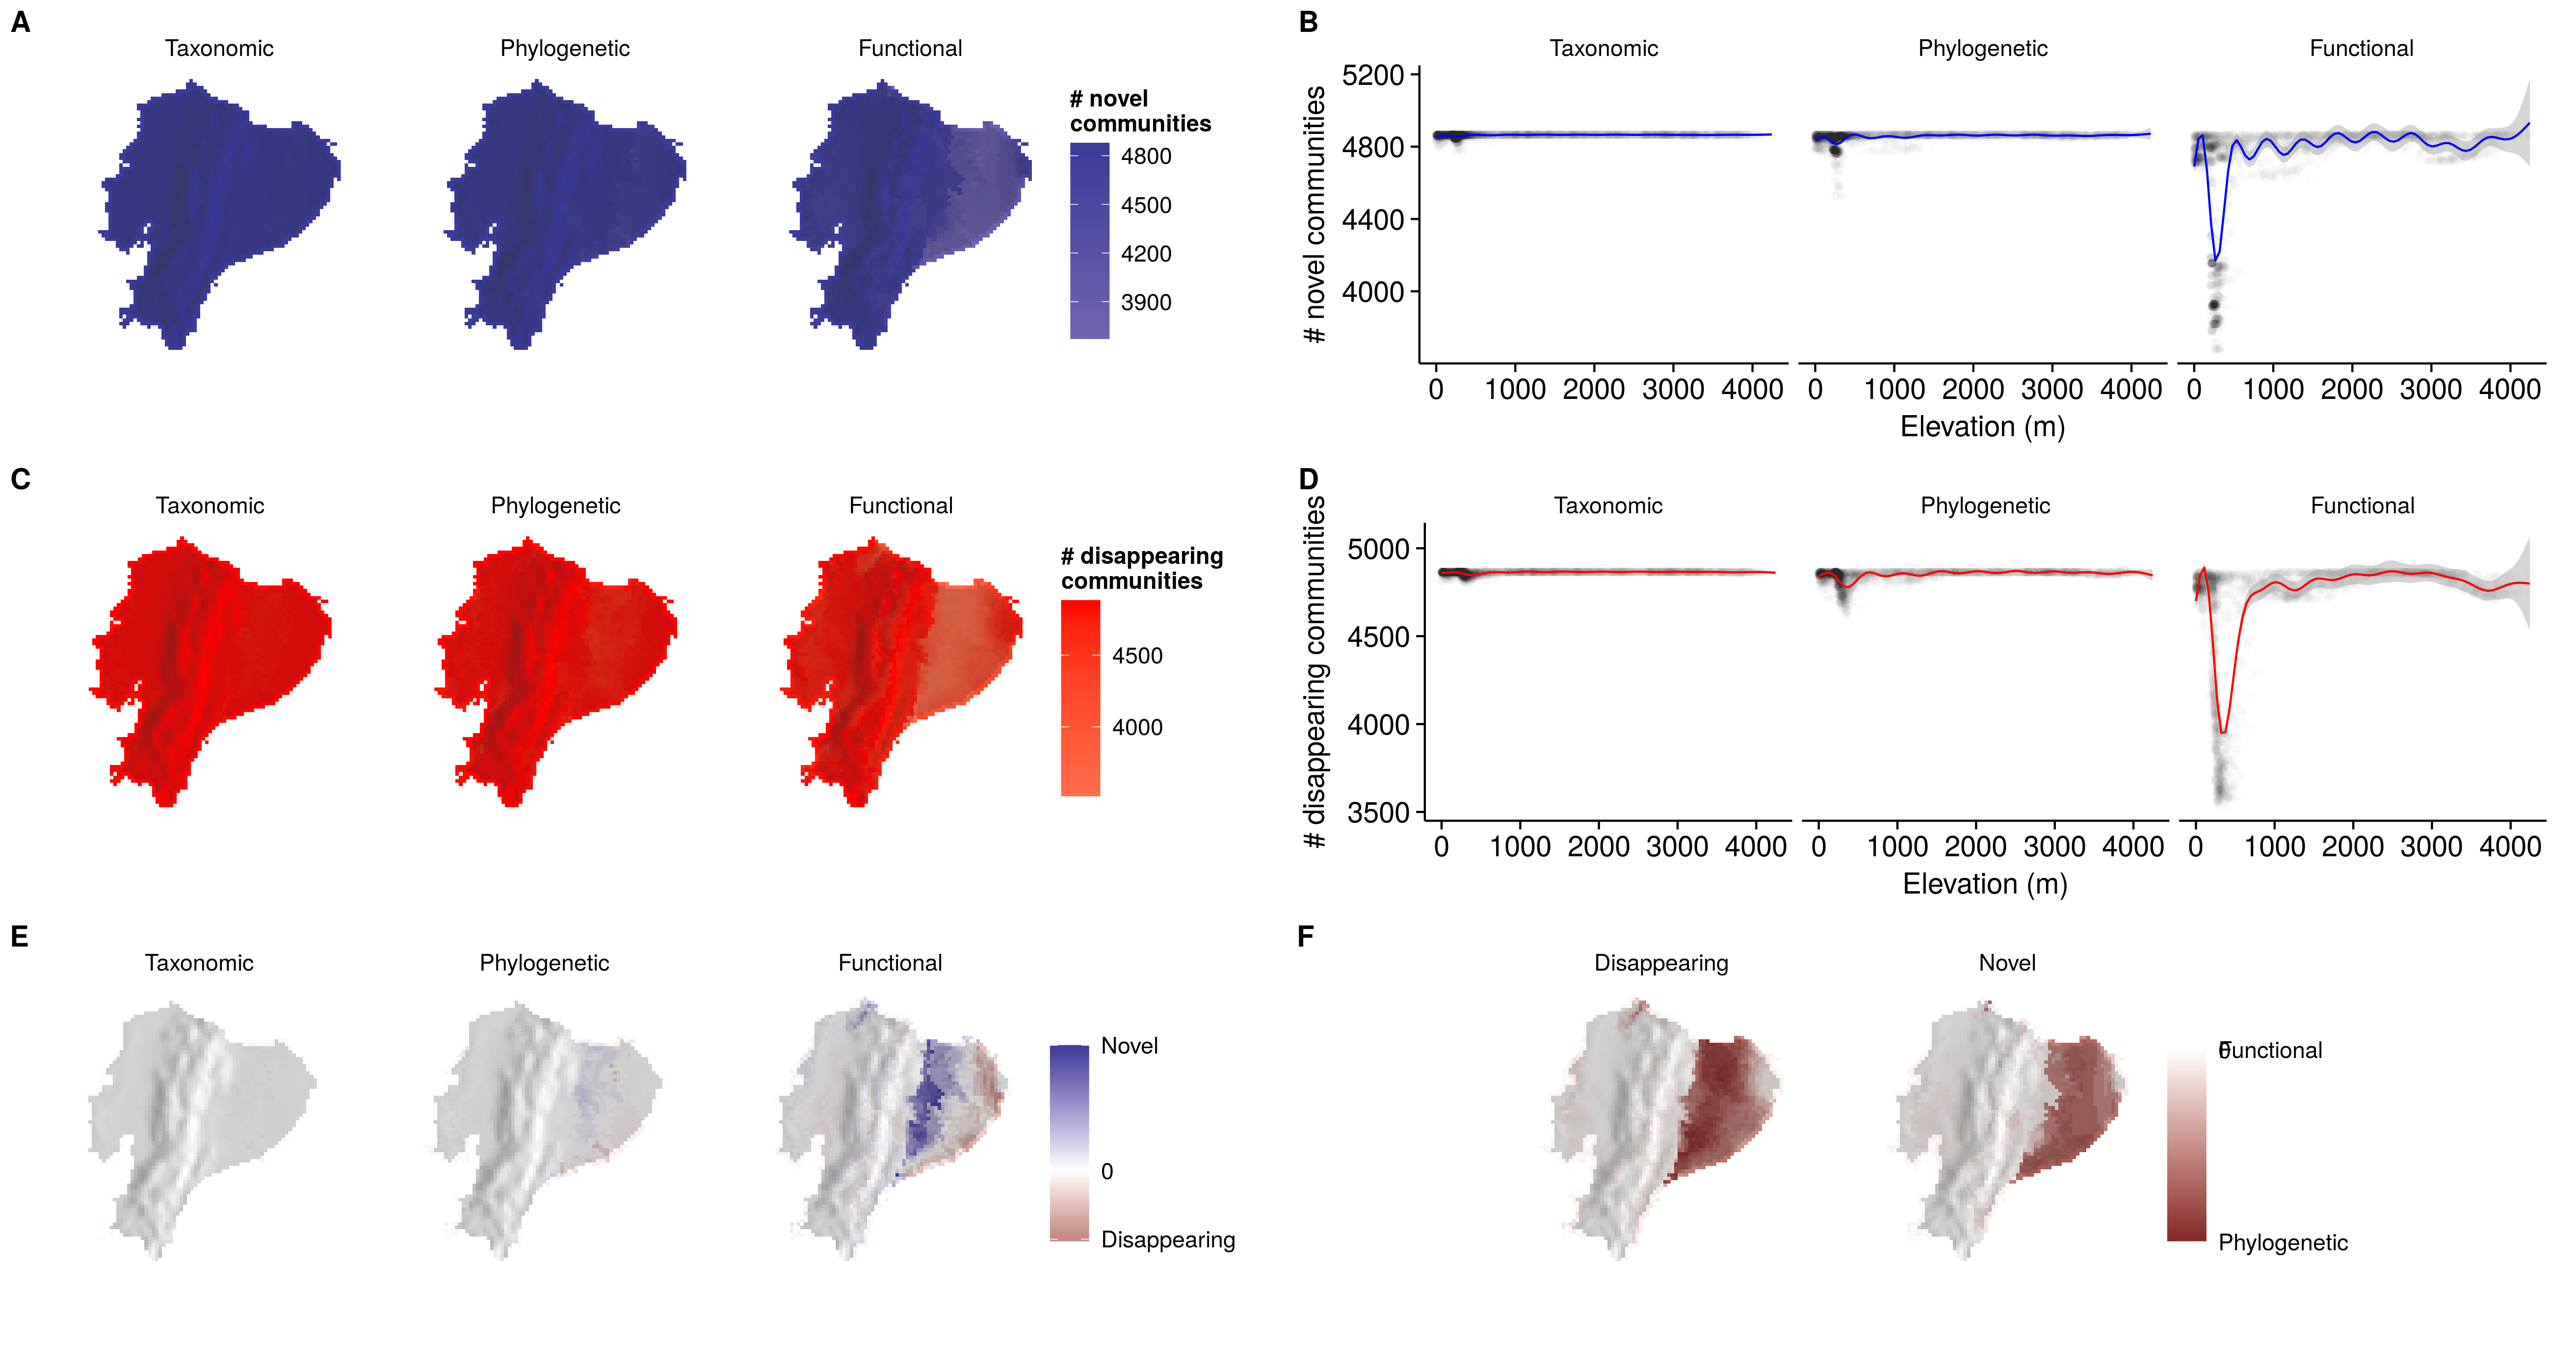 A
Taxonomic
Phylogenetic
Functional
# novel
communities
4800
4500
4200
3900
B
Taxonomic
Phylogenetic
Functional
# novel communities
5200
4800
4400
4000
0 1000 2000 3000 4000
0 1000 2000 3000 4000
0 1000 2000 3000 4000
Elevation (m)
C
Taxonomic
Phylogenetic
Functional
# disappearing
communities
4500
4000
D
Taxonomic
Phylogenetic
Functional
# disappearing communities
5000
4500
4000
3500
0 1000 2000 3000 4000
0 1000 2000 3000 4000
0 1000 2000 3000 4000
Elevation (m)
E
Taxonomic
Phylogenetic
Functional
Novel
0
Disappearing
F
Disappearing
Novel
0
Functional
Phylogenetic